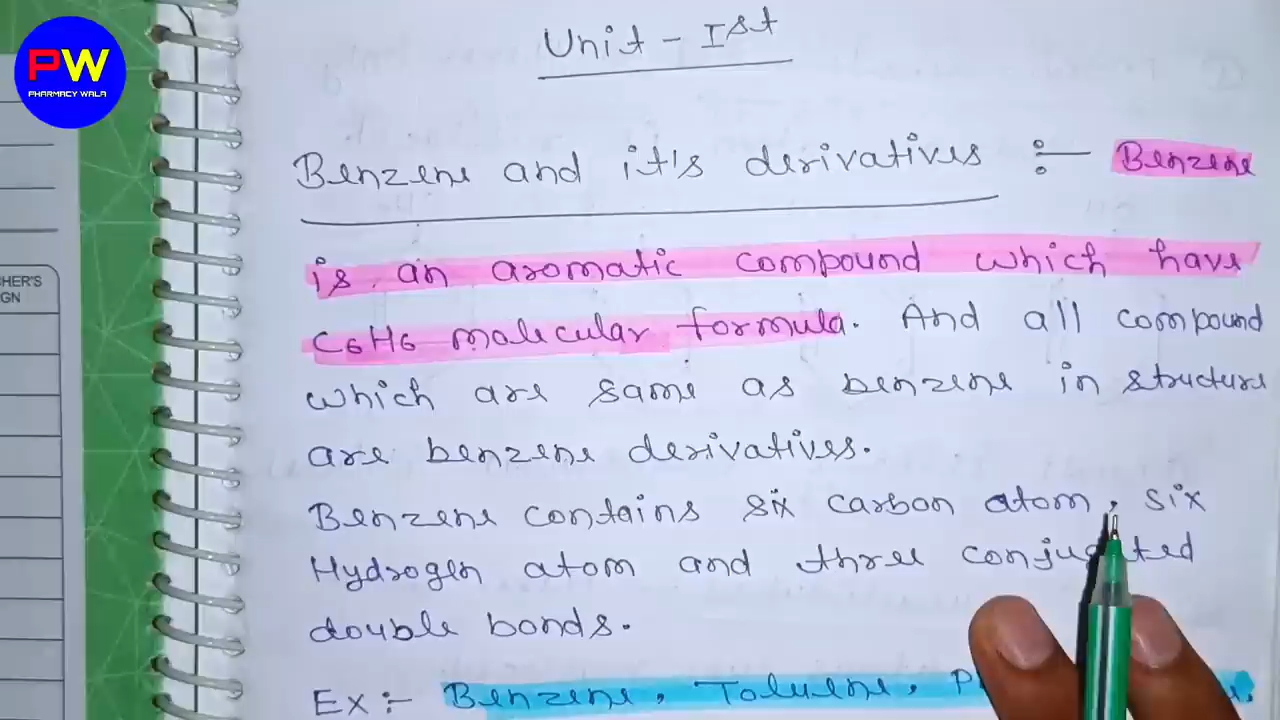 PW
PHARMACY WALA
Unit - Ist
Benzene and it's derivatives :- Benzene
is an aromatic compound which have
C6H6 molecular formula. And all compound
which are same as benzene in structure
are benzene derivatives.
Benzene contains six carbon atom, six
Hydrogen atom and three conjugated
double bonds.
Ex:- Benzene, Toluene,
HER'S
GN